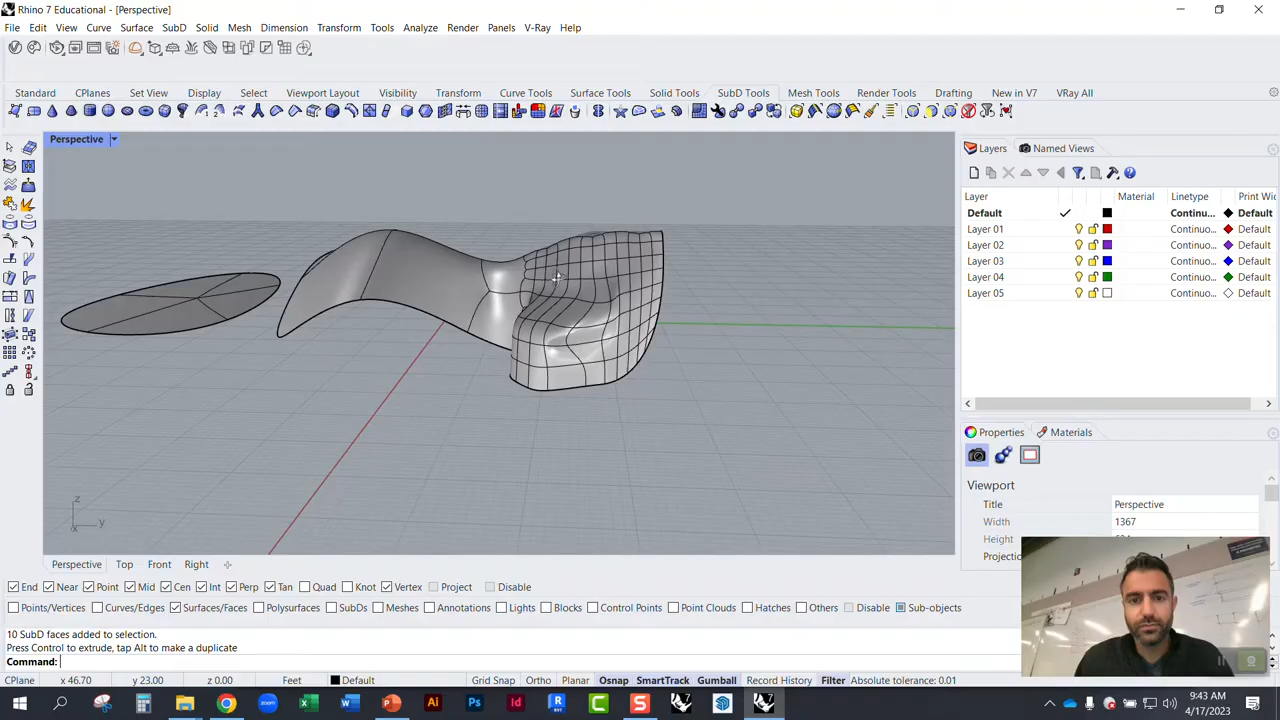 Rhino 7 Educational - [Perspective]
File Edit View Curve Surface SubD Solid Mesh Dimension Transform Tools Analyze Render Panels V-Ray Help
Standard CPlanes Set View Display Select Viewport Layout Visibility Transform Curve Tools Surface Tools Solid Tools SubD Tools Mesh Tools Render Tools Drafting New in V7 VRay All
Perspective
Layers Named Views
Layer Material Linetype Print Wi
Default Continu... Default
Layer 01 Continuo... Default
Layer 02 Continuo... Default
Layer 03 Continuo... Default
Layer 04 Continuo... Default
Layer 05 Continuo... Default
Properties Materials
Viewport
Title Perspective
Width 1367
Height
Projectio
z
x y
Perspective Top Front Right
End Near Point Mid Cen Int Perp Tan Quad Knot Vertex Project Disable
Points/Vertices Curves/Edges Surfaces/Faces Polysurfaces SubDs Meshes Annotations Lights Blocks Control Points Point Clouds Hatches Others Disable Sub-objects
10 SubD faces added to selection.
Press Control to extrude, tap Alt to make a duplicate
Command:
CPlane x 46.70 y 23.00 z 0.00 Feet Default Grid Snap Ortho Planar Osnap SmartTrack Gumball Record History Filter Absolute tolerance: 0.01
9:43 AM
4/17/2023